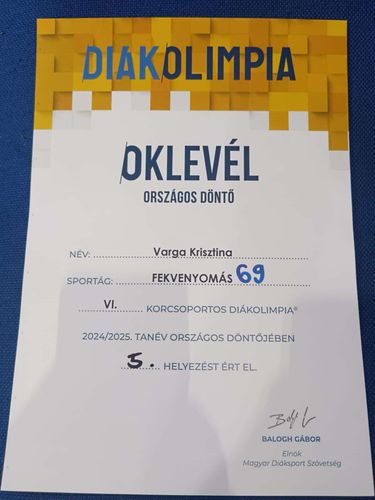 DIÁKOLIMPIA
OKLEVÉL
ORSZÁGOS DÖNTŐ
NÉV: Varga Krisztina
SPORTÁG: FEKVENYOMÁS 69
VI. KORCSOPORTOS DIÁKOLIMPIA®
2024/2025. TANÉV ORSZÁGOS DÖNTŐJÉBEN
5. HELYEZÉST ÉRT EL.
BALOGH GÁBOR
Elnök
Magyar Diáksport Szövetség